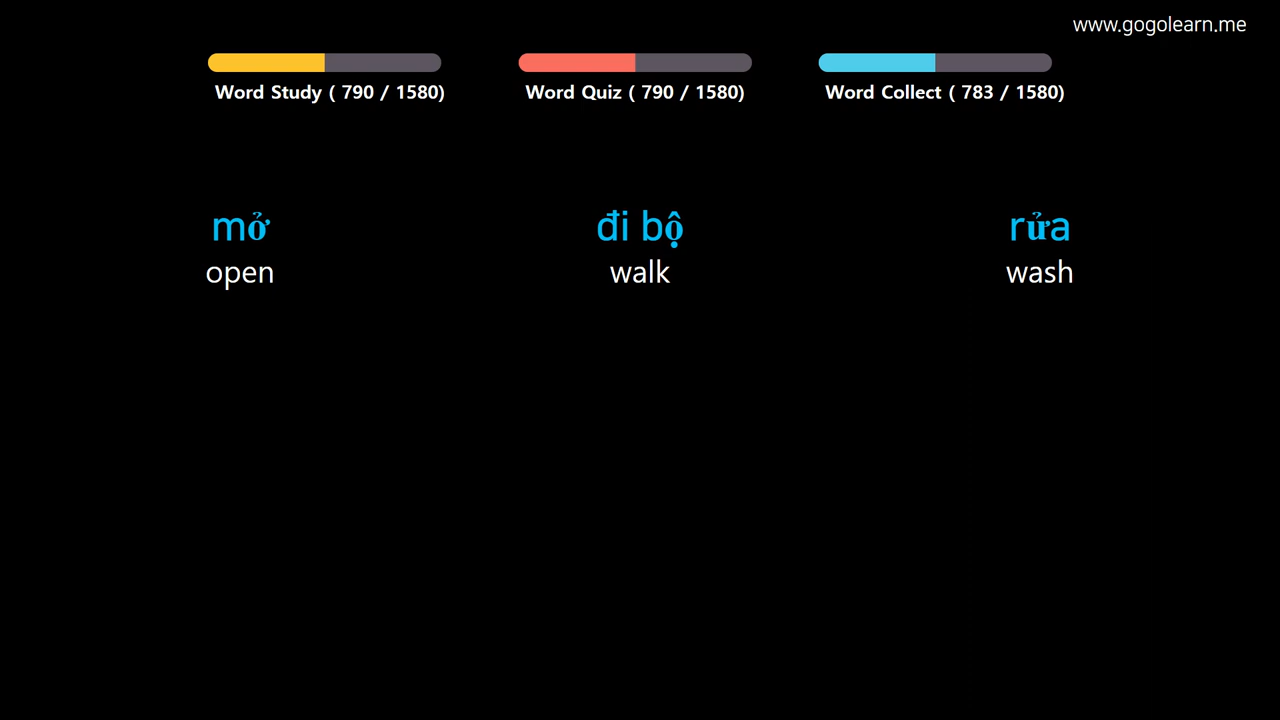 www.gogolearn.me
Word Study ( 790 / 1580)
Word Quiz ( 790 / 1580)
Word Collect ( 783 / 1580)
mở
open
đi bộ
walk
rửa
wash